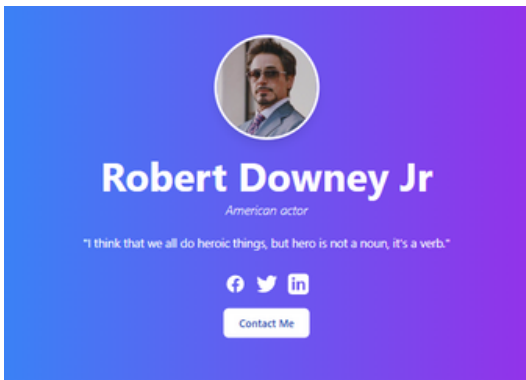 Robert Downey Jr
American actor
"I think that we all do heroic things, but hero is not a noun, it's a verb."
in
Contact Me